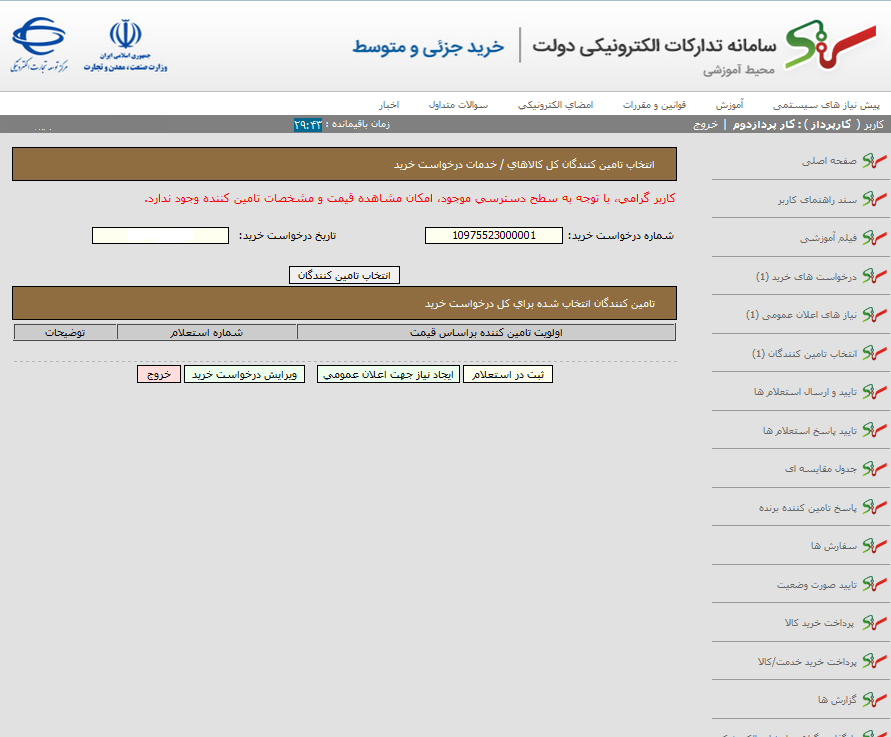 سامانه تدارکات الکترونیکی دولت
محیط آموزشی
خرید جزئی و متوسط
جمهوری اسلامی ایران
وزارت صنعت، معدن و تجارت
مرکز توسعه تجارت الکترونیکی
پیش نیاز های سیستمی آموزش قوانین و مقررات امضای الکترونیکی سوالات متداول اخبار
کاربر ( کارپرداز ) : کار پردازدوم | خروج زمان باقیمانده : ۲۹:۴۳
صفحه اصلی
سند راهنمای کاربر
فیلم آموزشی
درخواست های خرید (1)
نیاز های اعلان عمومی (1)
انتخاب تامین کنندگان (1)
تایید و ارسال استعلام ها
تایید پاسخ استعلام ها
جدول مقایسه ای
پاسخ تامین کننده برنده
سفارش ها
تایید صورت وضعیت
پرداخت خرید کالا
پرداخت خرید خدمت/کالا
گزارش ها
انتخاب تامین کنندگان کل کالاهاي / خدمات درخواست خرید
کاربر گرامي، با توجه به سطح دسترسي موجود، امکان مشاهده قیمت و مشخصات تامین کننده وجود ندارد.
شماره درخواست خرید: 10975523000001 تاریخ درخواست خرید:
انتخاب تامین کنندگان
تامین کنندگان انتخاب شده براي کل درخواست خرید
اولویت تامین کننده براساس قیمت شماره استعلام توضیحات
ثبت در استعلام ایجاد نیاز جهت اعلان عمومي ویرایش درخواست خرید خروج